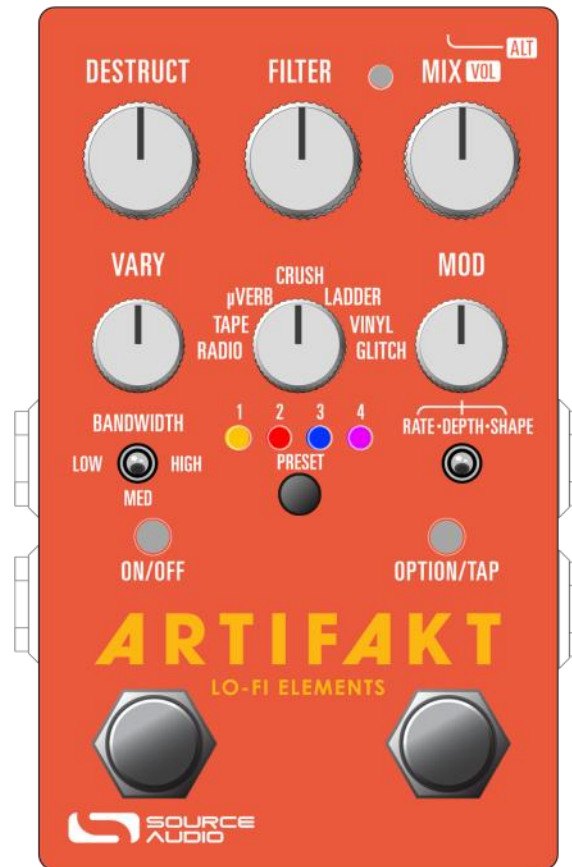 ALT
DESTRUCT FILTER MIX VOL
VARY CRUSH MOD
µVERB LADDER
TAPE VINYL
RADIO GLITCH
1 2 3 4
BANDWIDTH RATE•DEPTH•SHAPE
LOW HIGH PRESET
MED
ON/OFF OPTION/TAP
ARTIFAKT
LO-FI ELEMENTS
SOURCE
AUDIO